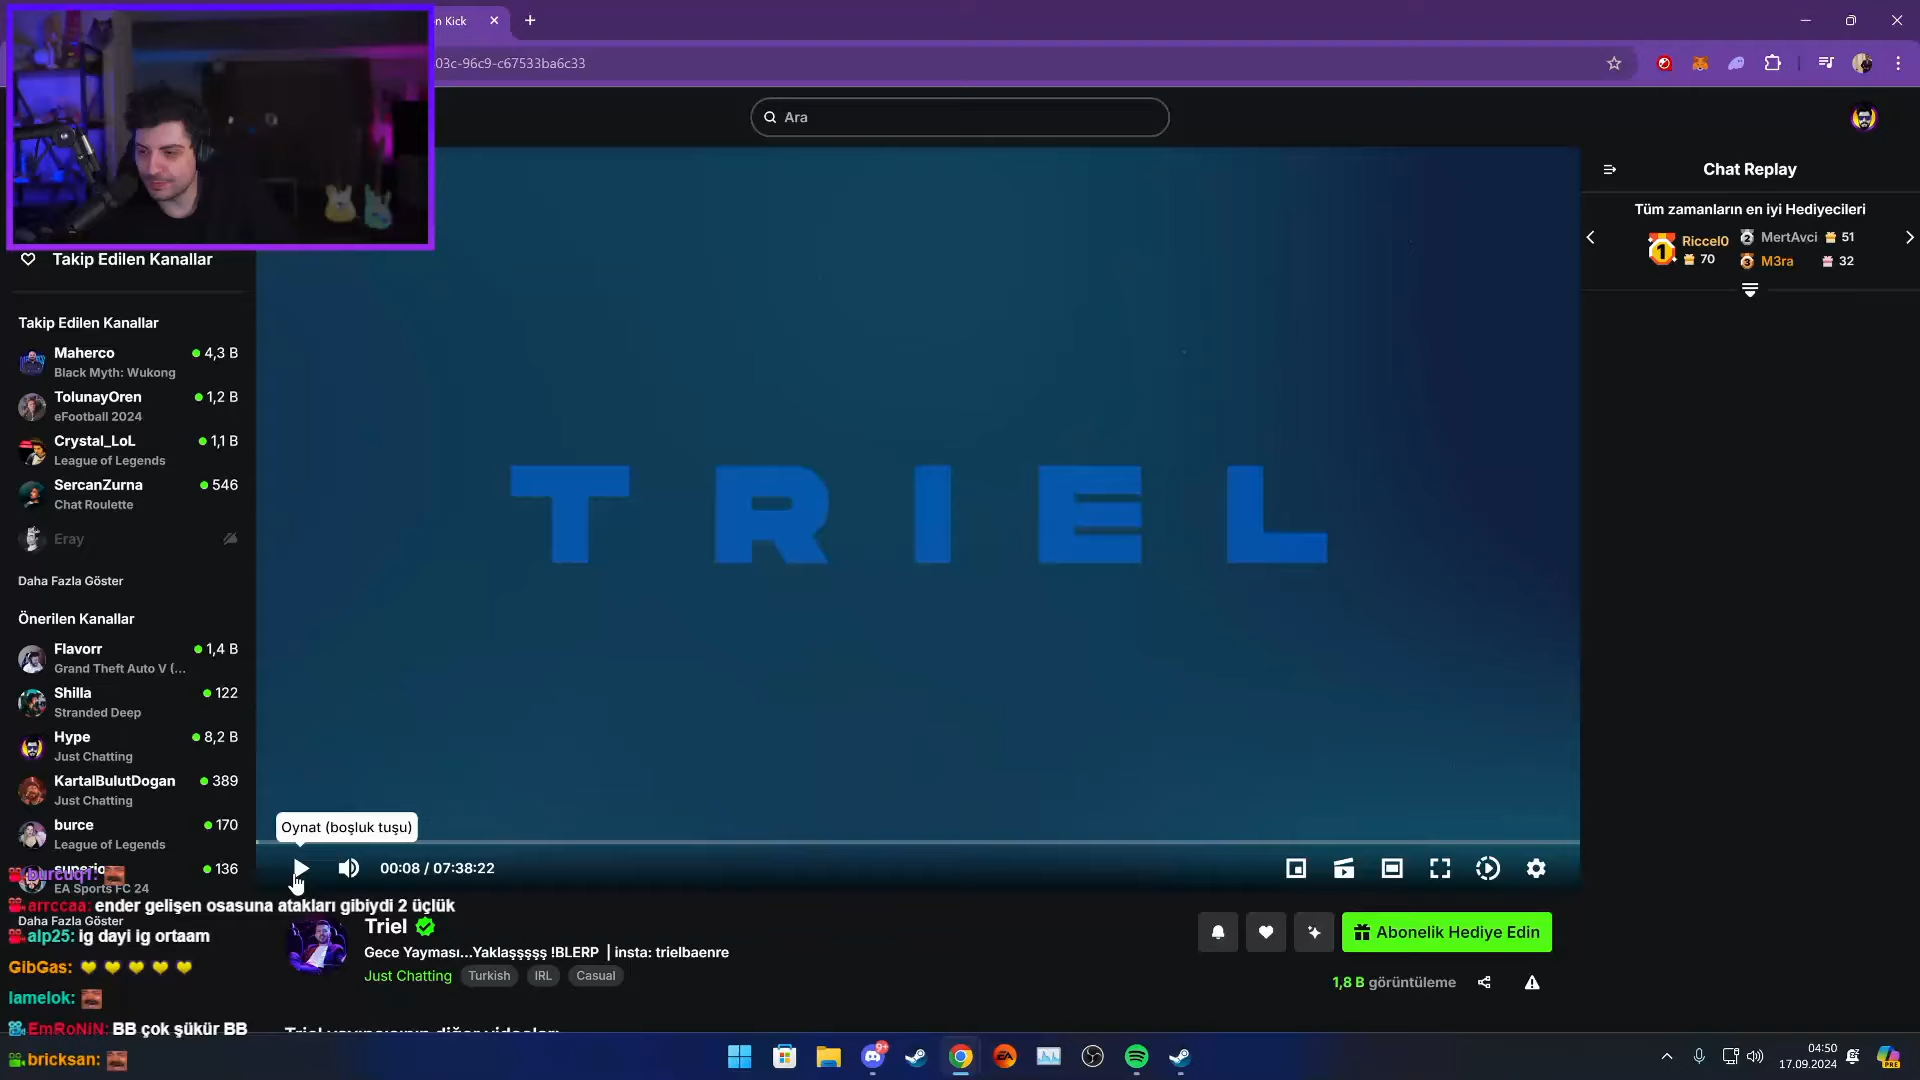 n Kick
03c-96c9-c67533ba6c33
Ara
Takip Edilen Kanallar
Takip Edilen Kanallar
Maherco
4,3 B
Black Myth: Wukong
TolunayOren
1,2 B
eFootball 2024
Crystal_LoL
1,1 B
League of Legends
SercanZurna
546
Chat Roulette
Eray
Daha Fazla Göster
Önerilen Kanallar
Flavorr
1,4 B
Grand Theft Auto V (...
Shilla
122
Stranded Deep
Hype
8,2 B
Just Chatting
KartalBulutDogan
389
Just Chatting
burce
170
League of Legends
136
EA Sports FC 24
Daha Fazla Göster
burcuq1:
arrccaa: ender gelişen osasuna atakları gibiydi 2 üçlük
alp25: ig dayi ig ortaam
GibGas:
EmRoNiN: BB çok şükür BB
bricksan:
TRIEL
Oynat (boşluk tuşu)
00:08 / 07:38:22
Triel
Gece Yayması...Yaklaşşşşş !BLERP | insta: trielbaenre
Just Chatting
Turkish
IRL
Casual
Abonelik Hediye Edin
1,8 B görüntüleme
Chat Replay
Tüm zamanların en iyi Hediyecileri
1
Riccel0
70
2
MertAvci
51
3
M3ra
32
9+
04:50
17.09.2024
PRE